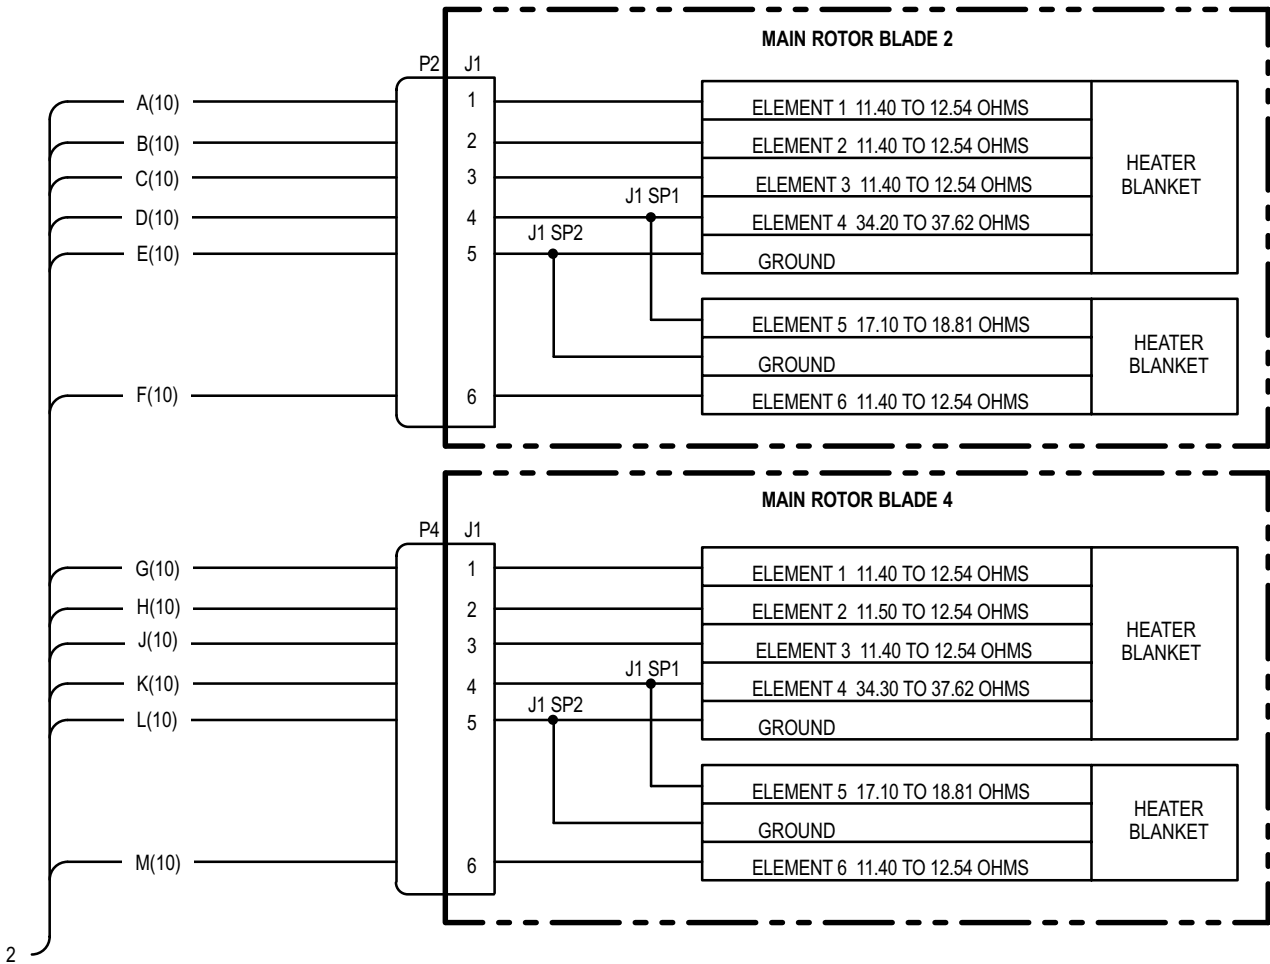 MAIN ROTOR BLADE 2
P2 J1
A(10) 1 ELEMENT 1 11.40 TO 12.54 OHMS
B(10) 2 ELEMENT 2 11.40 TO 12.54 OHMS
HEATER
BLANKET
C(10) 3 ELEMENT 3 11.40 TO 12.54 OHMS
J1 SP1
D(10) 4 ELEMENT 4 34.20 TO 37.62 OHMS
J1 SP2
E(10) 5 GROUND
ELEMENT 5 17.10 TO 18.81 OHMS
HEATER
BLANKET
GROUND
F(10) 6 ELEMENT 6 11.40 TO 12.54 OHMS
MAIN ROTOR BLADE 4
P4 J1
G(10) 1 ELEMENT 1 11.40 TO 12.54 OHMS
H(10) 2 ELEMENT 2 11.50 TO 12.54 OHMS
HEATER
BLANKET
J(10) 3 ELEMENT 3 11.40 TO 12.54 OHMS
J1 SP1
K(10) 4 ELEMENT 4 34.30 TO 37.62 OHMS
J1 SP2
L(10) 5 GROUND
ELEMENT 5 17.10 TO 18.81 OHMS
HEATER
BLANKET
GROUND
M(10) 6 ELEMENT 6 11.40 TO 12.54 OHMS
2